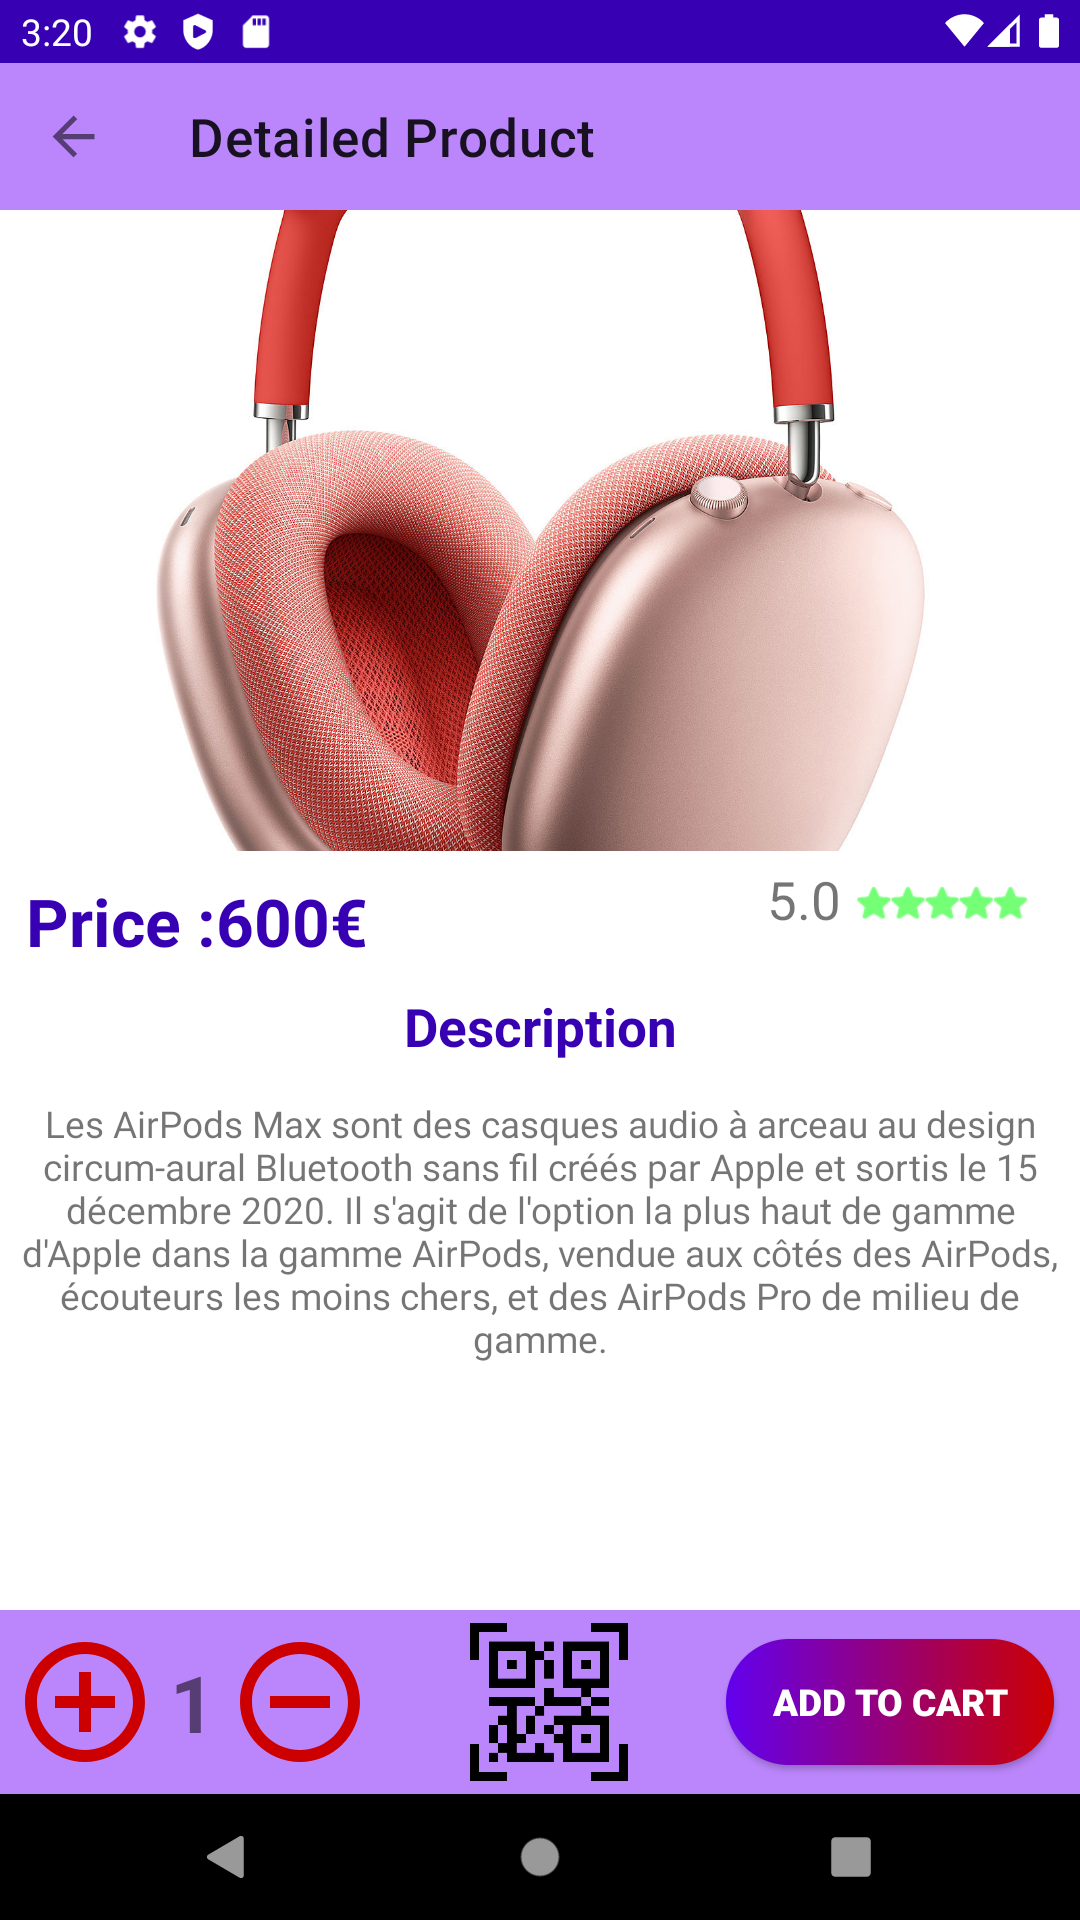 3:20
Detailed Product
Price :600€
5.0
Description
Les AirPods Max sont des casques audio à arceau au design
circum-aural Bluetooth sans fil créés par Apple et sortis le 15
décembre 2020. Il s'agit de l'option la plus haut de gamme
d'Apple dans la gamme AirPods, vendue aux côtés des AirPods,
écouteurs les moins chers, et des AirPods Pro de milieu de
gamme.
1
ADD TO CART